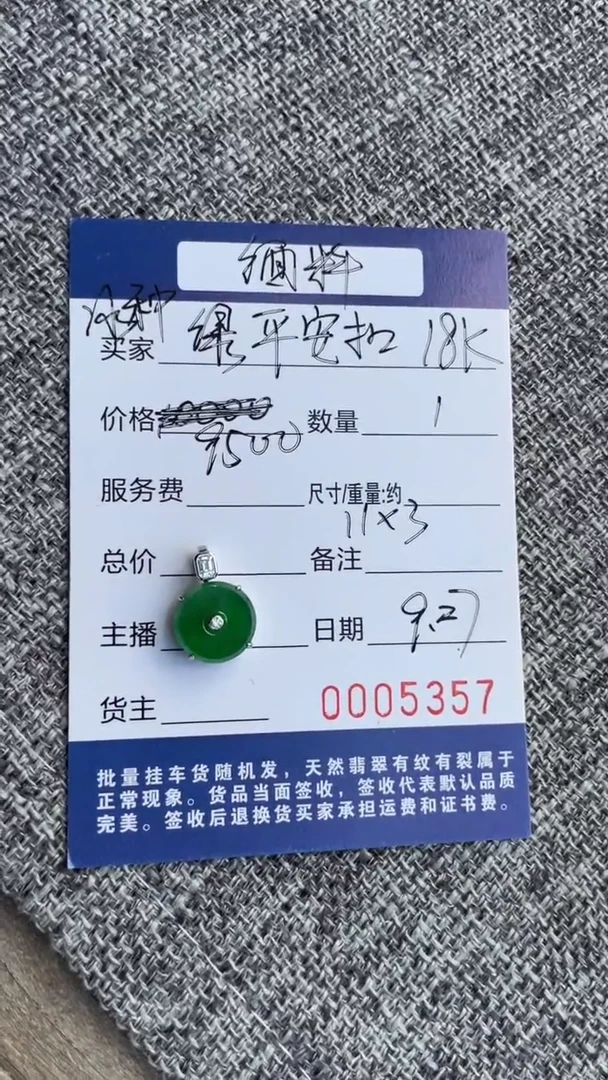 缅料
冰种
买家 绿平安扣 18K
价格 9500 数量 1
服务费 尺寸/重量:约 11×3
总价 备注
主播 日期 9.27
货主 0005357
批量挂车货随机发，天然翡翠有纹有裂属于
正常现象。货品当面签收，签收代表默认品质
完美。签收后退换货买家承担运费和证书费。